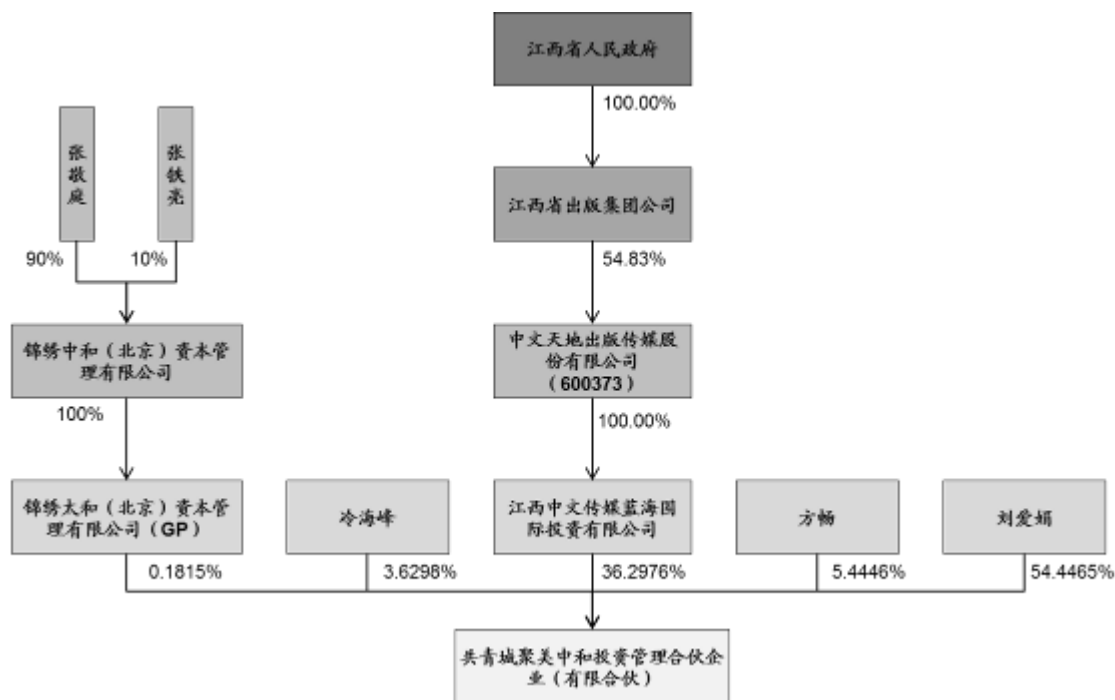 江西省人民政府
100.00%
张敬庭
张铁亮
江西省出版集团公司
90%
10%
54.83%
锦绣中和（北京）资本管
理有限公司
中文天地出版传媒股
份有限公司
（600373）
100%
100.00%
锦绣太和（北京）资本管
理有限公司（GP）
冷海峰
江西中文传媒蓝海国
际投资有限公司
方畅
刘爱娟
0.1815%
3.6298%
36.2976%
5.4446%
54.4465%
共青城聚美中和投资管理合伙企
业（有限合伙）